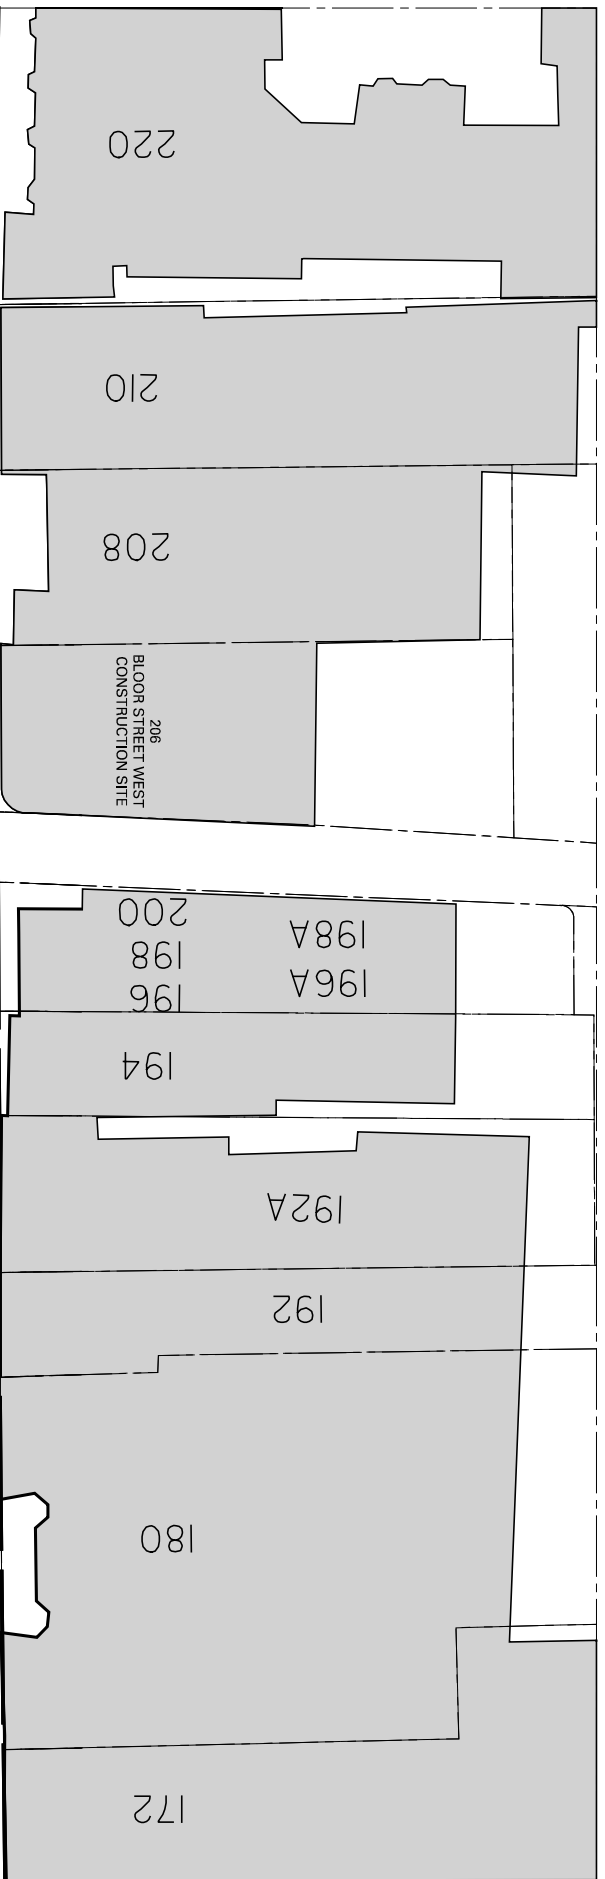 220
210
208
206
BLOOR STREET WEST
CONSTRUCTION SITE
200
198
196
198A
196A
194
192A
192
180
172